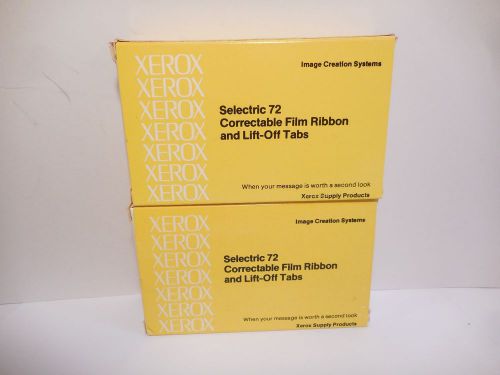 XEROX
XEROX
XEROX
XEROX
XEROX
XEROX
XEROX
Image Creation Systems
Selectric 72
Correctable Film Ribbon
and Lift-Off Tabs
When your message is worth a second look
Xerox Supply Products
XEROX
XEROX
XEROX
XEROX
XEROX
XEROX
XEROX
Image Creation Systems
Selectric 72
Correctable Film Ribbon
and Lift-Off Tabs
When your message is worth a second look
Xerox Supply Products